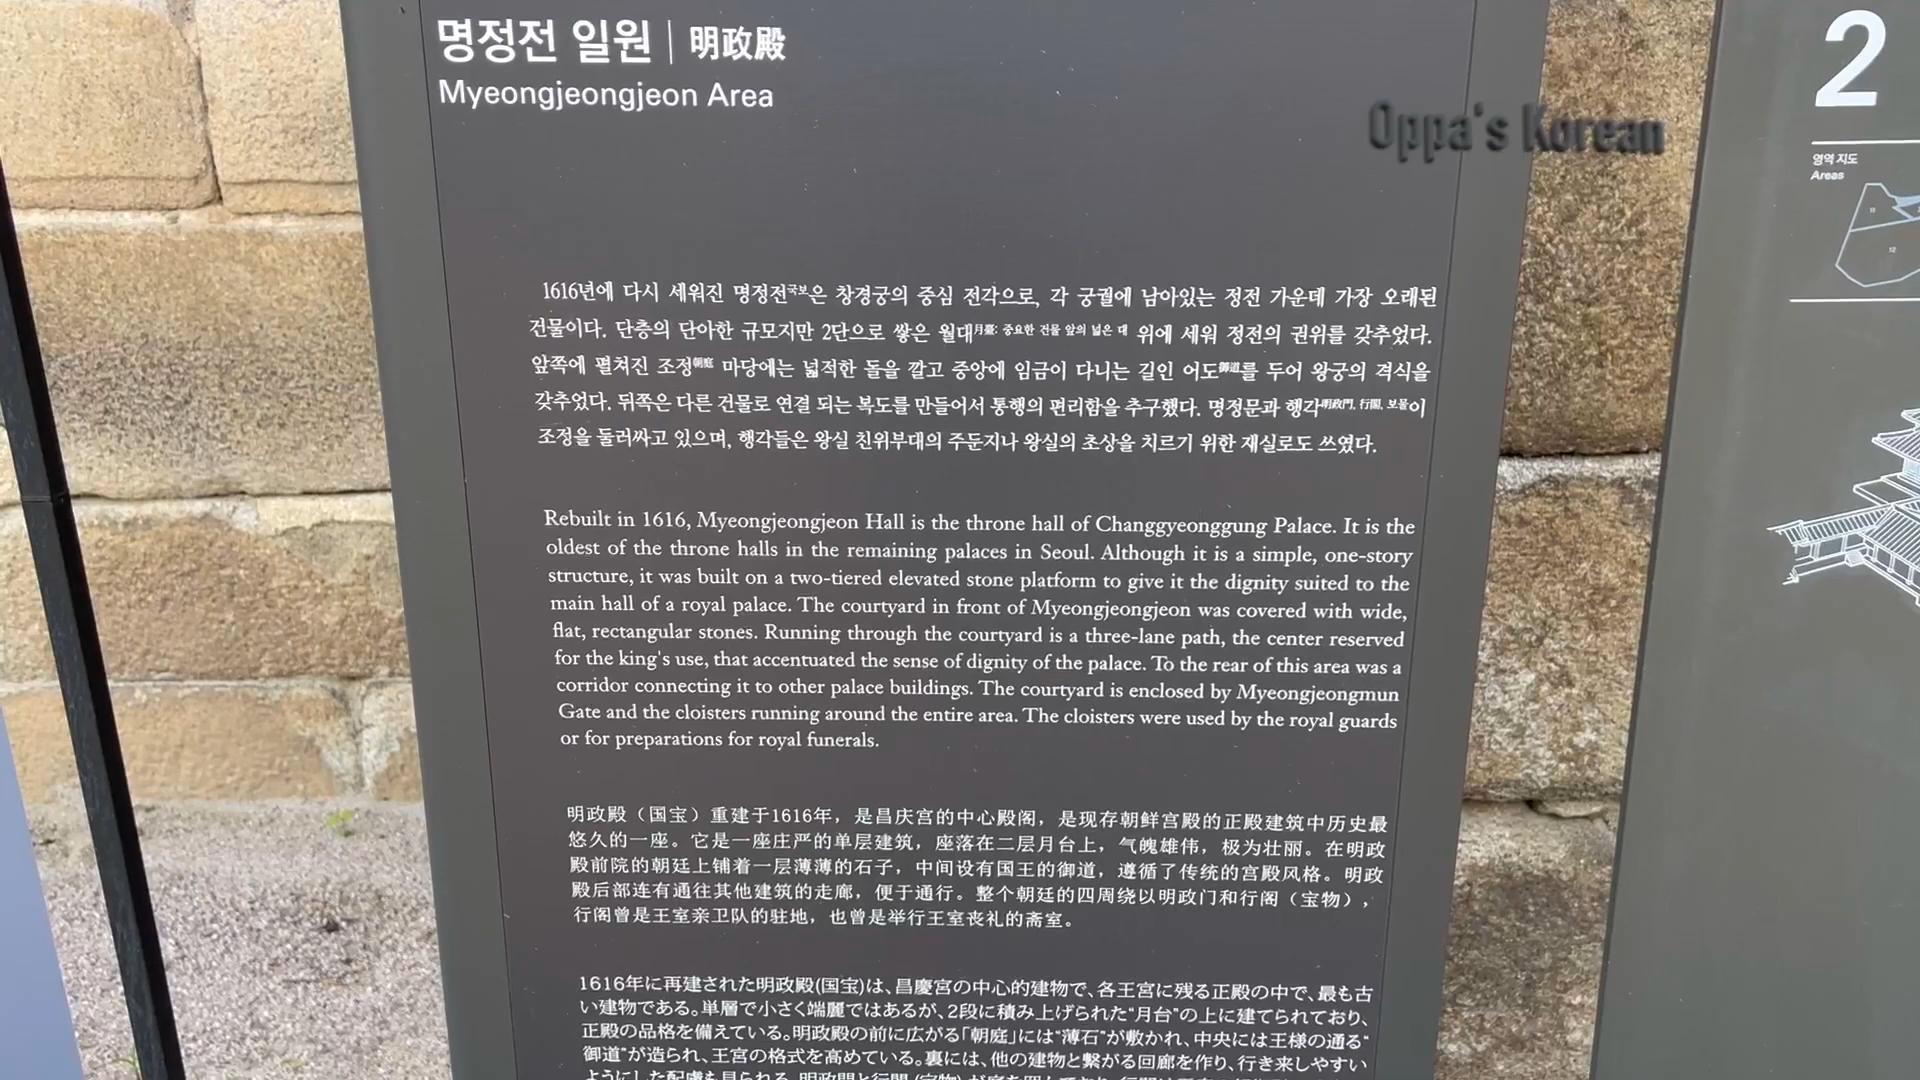 명정전 일원 | 明政殿
Myeongjeongjeon Area
Oppa's Korean
2
영역 지도
Areas
11
12
1616년에 다시 세워진 명정전국보은 창경궁의 중심 전각으로, 각 궁궐에 남아있는 정전 가운데 가장 오래된
건물이다. 단층의 단아한 규모지만 2단으로 쌓은 월대月臺: 중요한 건물 앞의 넓은 대 위에 세워 정전의 권위를 갖추었다.
앞쪽에 펼쳐진 조정朝庭 마당에는 넓적한 돌을 깔고 중앙에 임금이 다니는 길인 어도御道를 두어 왕궁의 격식을
갖추었다. 뒤쪽은 다른 건물로 연결 되는 복도를 만들어서 통행의 편리함을 추구했다. 명정문과 행각明政門, 行閣, 보물이
조정을 둘러싸고 있으며, 행각들은 왕실 친위부대의 주둔지나 왕실의 초상을 치르기 위한 재실로도 쓰였다.
Rebuilt in 1616, Myeongjeongjeon Hall is the throne hall of Changgyeonggung Palace. It is the
oldest of the throne halls in the remaining palaces in Seoul. Although it is a simple, one-story
structure, it was built on a two-tiered elevated stone platform to give it the dignity suited to the
main hall of a royal palace. The courtyard in front of Myeongjeongjeon was covered with wide,
flat, rectangular stones. Running through the courtyard is a three-lane path, the center reserved
for the king's use, that accentuated the sense of dignity of the palace. To the rear of this area was a
corridor connecting it to other palace buildings. The courtyard is enclosed by Myeongjeongmun
Gate and the cloisters running around the entire area. The cloisters were used by the royal guards
or for preparations for royal funerals.
明政殿（国宝）重建于1616年，是昌庆宫的中心殿阁，是现存朝鲜宫殿的正殿建筑中历史最
悠久的一座。它是一座庄严的单层建筑，座落在二层月台上，气魄雄伟，极为壮丽。在明政
殿前院的朝廷上铺着一层薄薄的石子，中间设有国王的御道，遵循了传统的宫殿风格。明政
殿后部连有通往其他建筑的走廊，便于通行。整个朝廷的四周绕以明政门和行阁（宝物），
行阁曾是王室亲卫队的驻地，也曾是举行王室丧礼的斋室。
1616年に再建された明政殿(国宝)は、昌慶宮の中心的建物で、各王宮に残る正殿の中で、最も古
い建物である。単層で小さく端麗ではあるが、2段に積み上げられた“月台”の上に建てられており、
正殿の品格を備えている。明政殿の前に広がる「朝庭」には“薄石”が敷かれ、中央には王様の通る“
御道”が造られ、王宮の格式を高めている。裏には、他の建物と繋がる回廊を作り、行き来しやすい
ようにした配慮も見られる。明政門と行閣(宝物)が